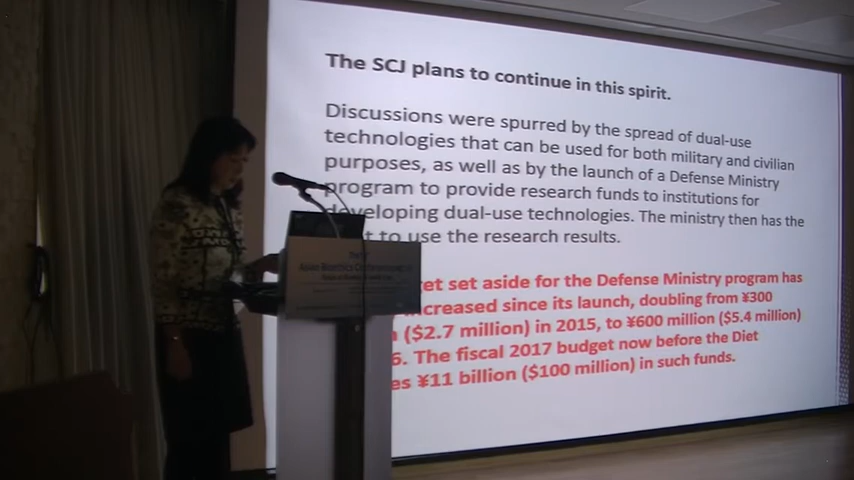 The SCJ plans to continue in this spirit.
Discussions were spurred by the spread of dual-use
technologies that can be used for both military and civilian
purposes, as well as by the launch of a Defense Ministry
program to provide research funds to institutions for
developing dual-use technologies. The ministry then has the
t to use the research results.
et set aside for the Defense Ministry program has
increased since its launch, doubling from ¥300
($2.7 million) in 2015, to ¥600 million ($5.4 million)
6. The fiscal 2017 budget now before the Diet
es ¥11 billion ($100 million) in such funds.
Asian Bioethics Conference